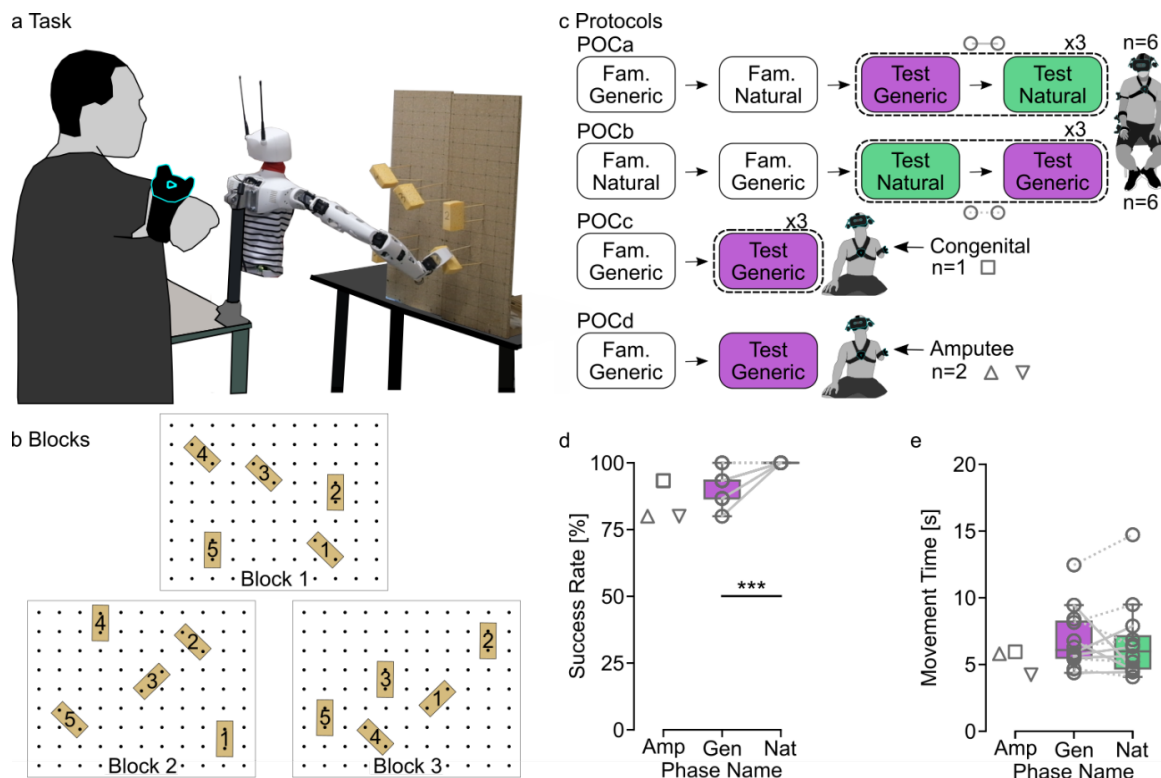 a Task
c Protocols
POCa
x3
n=6
Fam.
Generic
Fam.
Natural
Test
Generic
Test
Natural
POCb
x3
Fam.
Natural
Fam.
Generic
Test
Natural
Test
Generic
n=6
POCc
x3
Fam.
Generic
Test
Generic
Congenital
n=1
POCd
Fam.
Generic
Test
Generic
Amputee
n=2
b Blocks
4
3
2
5
1
Block 1
4
2
3
5
1
Block 2
2
3
1
5
4
Block 3
d
100
75
50
25
0
Success Rate [%]
***
Amp Gen Nat
Phase Name
e
20
15
10
5
0
Movement Time [s]
Amp Gen Nat
Phase Name